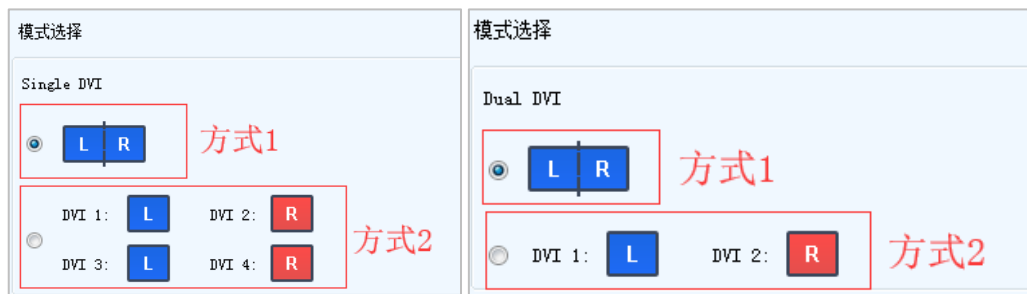 模式选择
Single DVI
L R 方式1
DVI 1: L DVI 2: R
DVI 3: L DVI 4: R
方式2
模式选择
Dual DVI
L R 方式1
DVI 1: L DVI 2: R 方式2